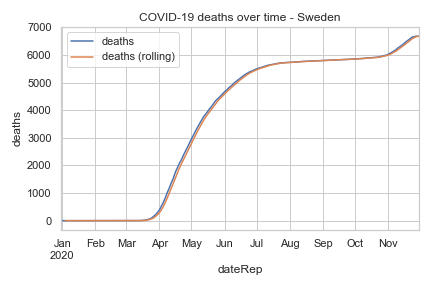 COVID-19 deaths over time - Sweden
deaths
deaths (rolling)
7000
6000
5000
4000
3000
2000
1000
0
deaths
Jan Feb Mar Apr May Jun Jul Aug Sep Oct Nov
2020
dateRep